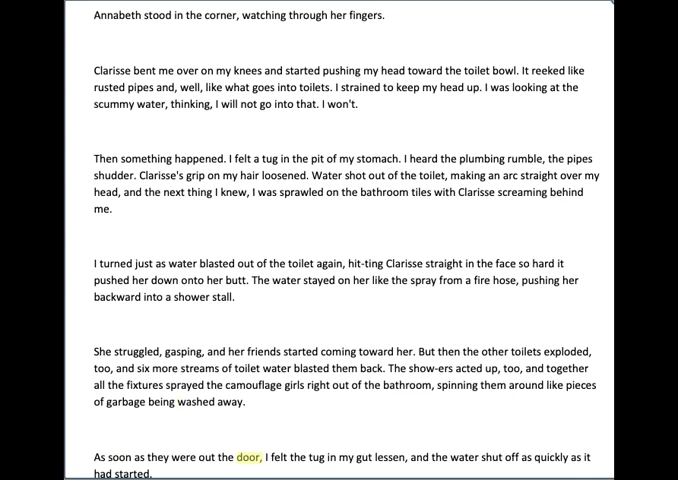 Annabeth stood in the corner, watching through her fingers.
Clarisse bent me over on my knees and started pushing my head toward the toilet bowl. It reeked like
rusted pipes and, well, like what goes into toilets. I strained to keep my head up. I was looking at the
scummy water, thinking, I will not go into that. I won't.
Then something happened. I felt a tug in the pit of my stomach. I heard the plumbing rumble, the pipes
shudder. Clarisse's grip on my hair loosened. Water shot out of the toilet, making an arc straight over my
head, and the next thing I knew, I was sprawled on the bathroom tiles with Clarisse screaming behind
me.
I turned just as water blasted out of the toilet again, hit-ting Clarisse straight in the face so hard it
pushed her down onto her butt. The water stayed on her like the spray from a fire hose, pushing her
backward into a shower stall.
She struggled, gasping, and her friends started coming toward her. But then the other toilets exploded,
too, and six more streams of toilet water blasted them back. The show-ers acted up, too, and together
all the fixtures sprayed the camouflage girls right out of the bathroom, spinning them around like pieces
of garbage being washed away.
As soon as they were out the door, I felt the tug in my gut lessen, and the water shut off as quickly as it
had started.